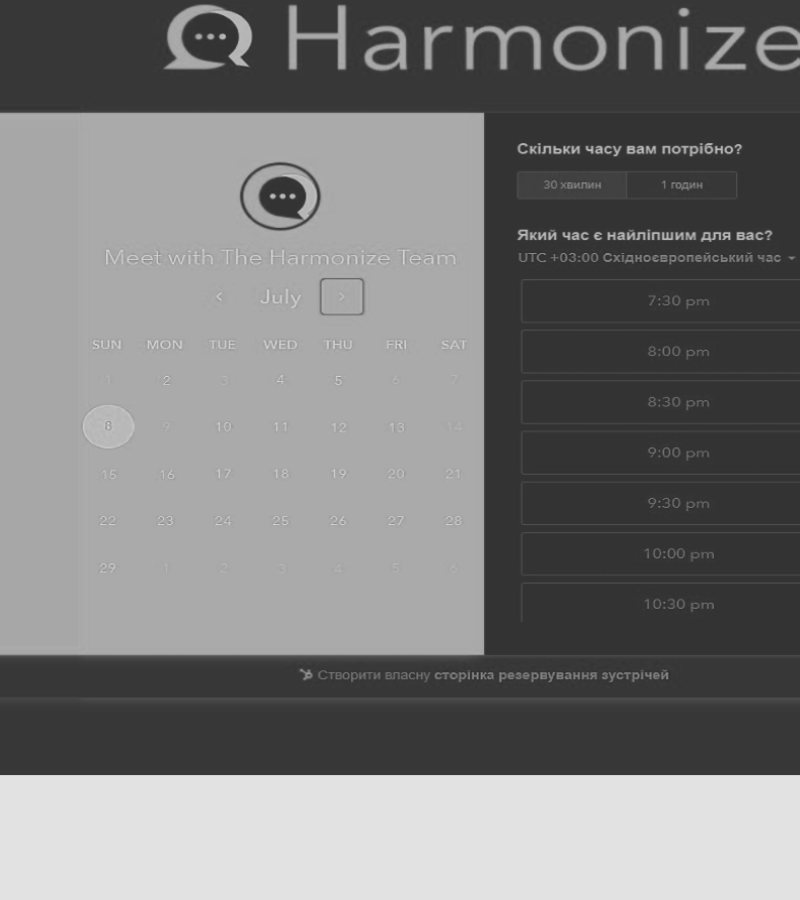 Harmonize
Meet with The Harmonize Team
< July >
SUN MON TUE WED THU FRI SAT
1 2 3 4 5 6 7
8 9 10 11 12 13 14
15 16 17 18 19 20 21
22 23 24 25 26 27 28
29 1 2 3 4 5 6
Скільки часу вам потрібно?
30 хвилин 1 годин
Який час є найліпшим для вас?
UTC +03:00 Східноєвропейський час
7:30 pm
8:00 pm
8:30 pm
9:00 pm
9:30 pm
10:00 pm
10:30 pm
Створити власну сторінка резервування зустрічей